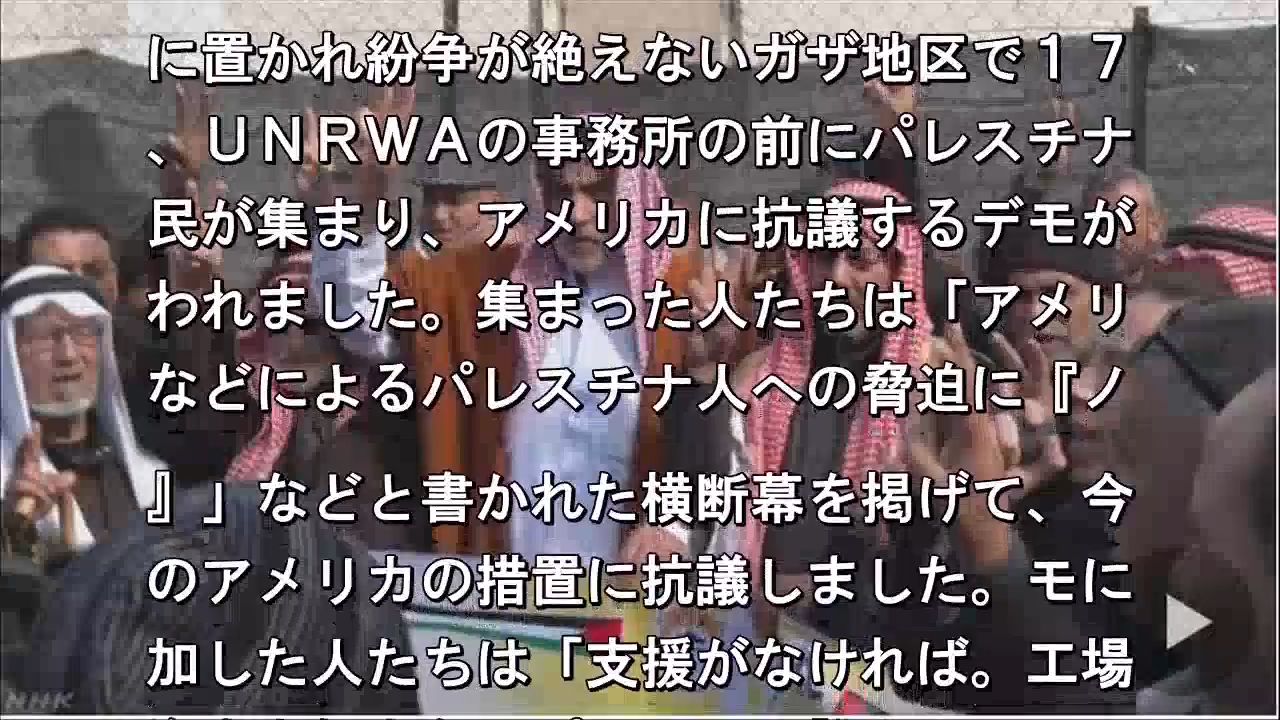 に置かれ紛争が絶えないガザ地区で１７
、ＵＮＲＷＡの事務所の前にパレスチナ
民が集まり、アメリカに抗議するデモが
われました。集まった人たちは「アメリ
などによるパレスチナ人への脅迫に『ノ
』」などと書かれた横断幕を掲げて、今
のアメリカの措置に抗議しました。モに
加した人たちは「支援がなければ。工場
NHK